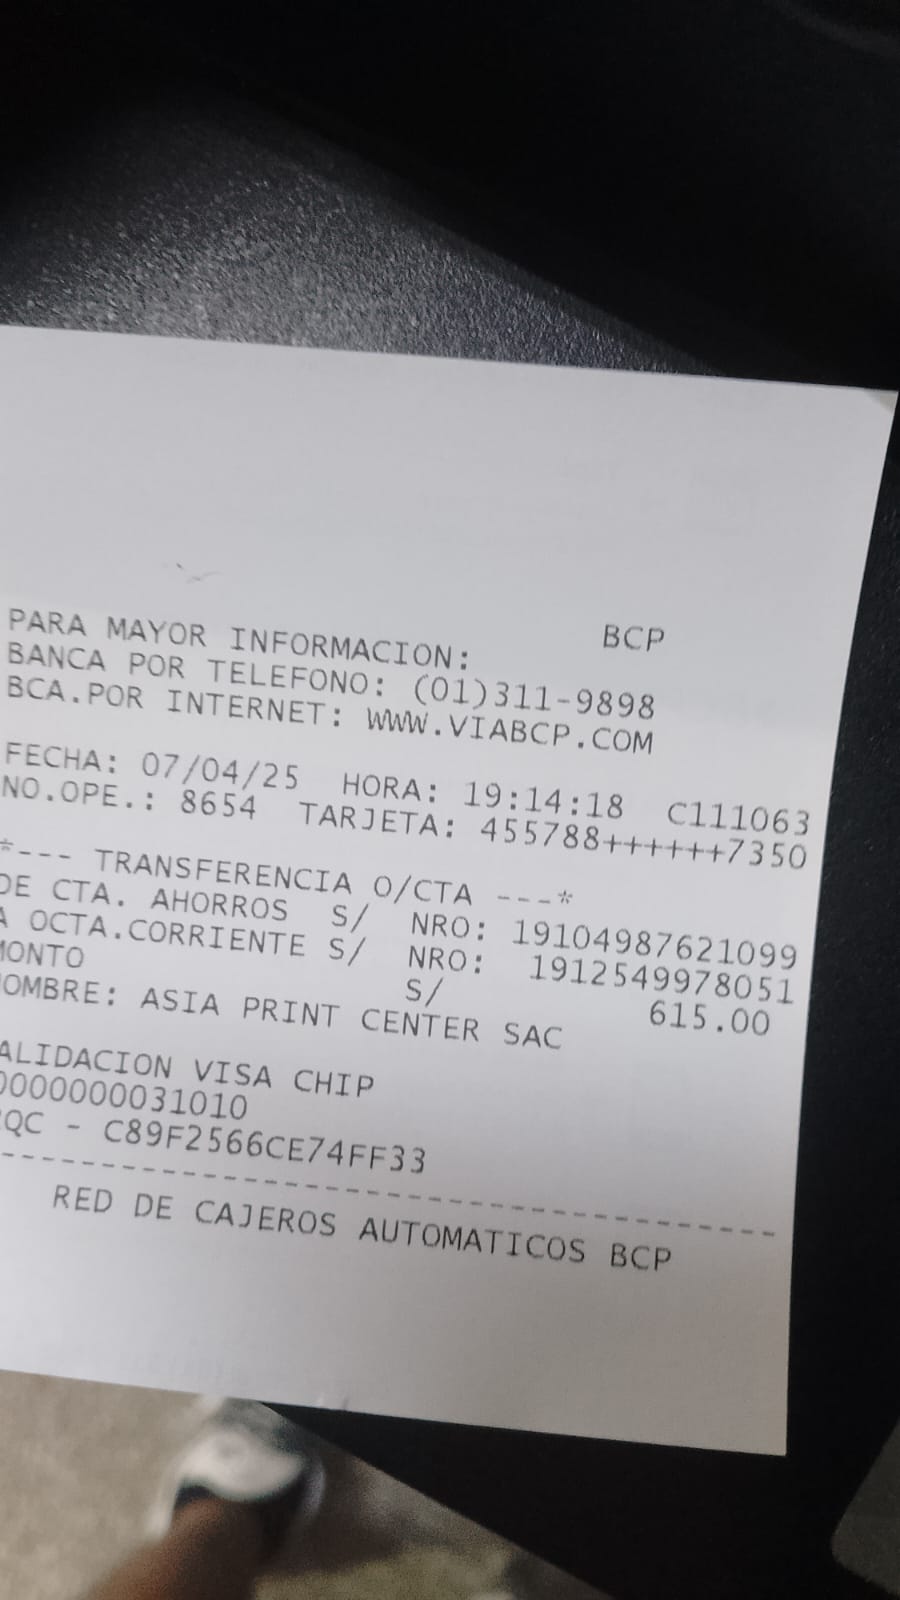 BCP
PARA MAYOR INFORMACION:
BANCA POR TELEFONO: (01)311-9898
BCA.POR INTERNET: WWW.VIABCP.COM
FECHA: 07/04/25 HORA: 19:14:18 C111063
NO.OPE.: 8654 TARJETA: 455788++++++7350
*--- TRANSFERENCIA O/CTA ---*
DE CTA. AHORROS S/ NRO: 19104987621099
A OCTA.CORRIENTE S/ NRO: 1912549978051
MONTO S/ 615.00
OMBRE: ASIA PRINT CENTER SAC
ALIDACION VISA CHIP
0000000031010
QC - C89F2566CE74FF33
RED DE CAJEROS AUTOMATICOS BCP